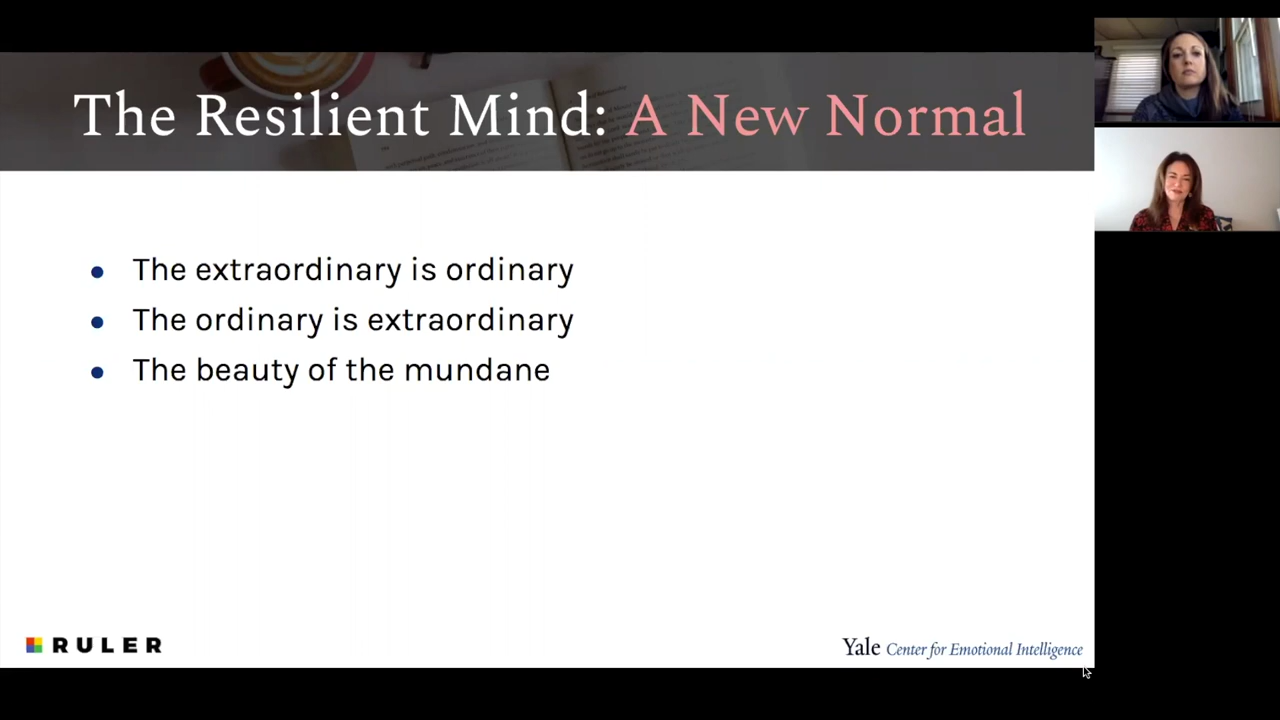 The Resilient Mind: A New Normal
The extraordinary is ordinary
The ordinary is extraordinary
The beauty of the mundane
RULER
Yale Center for Emotional Intelligence